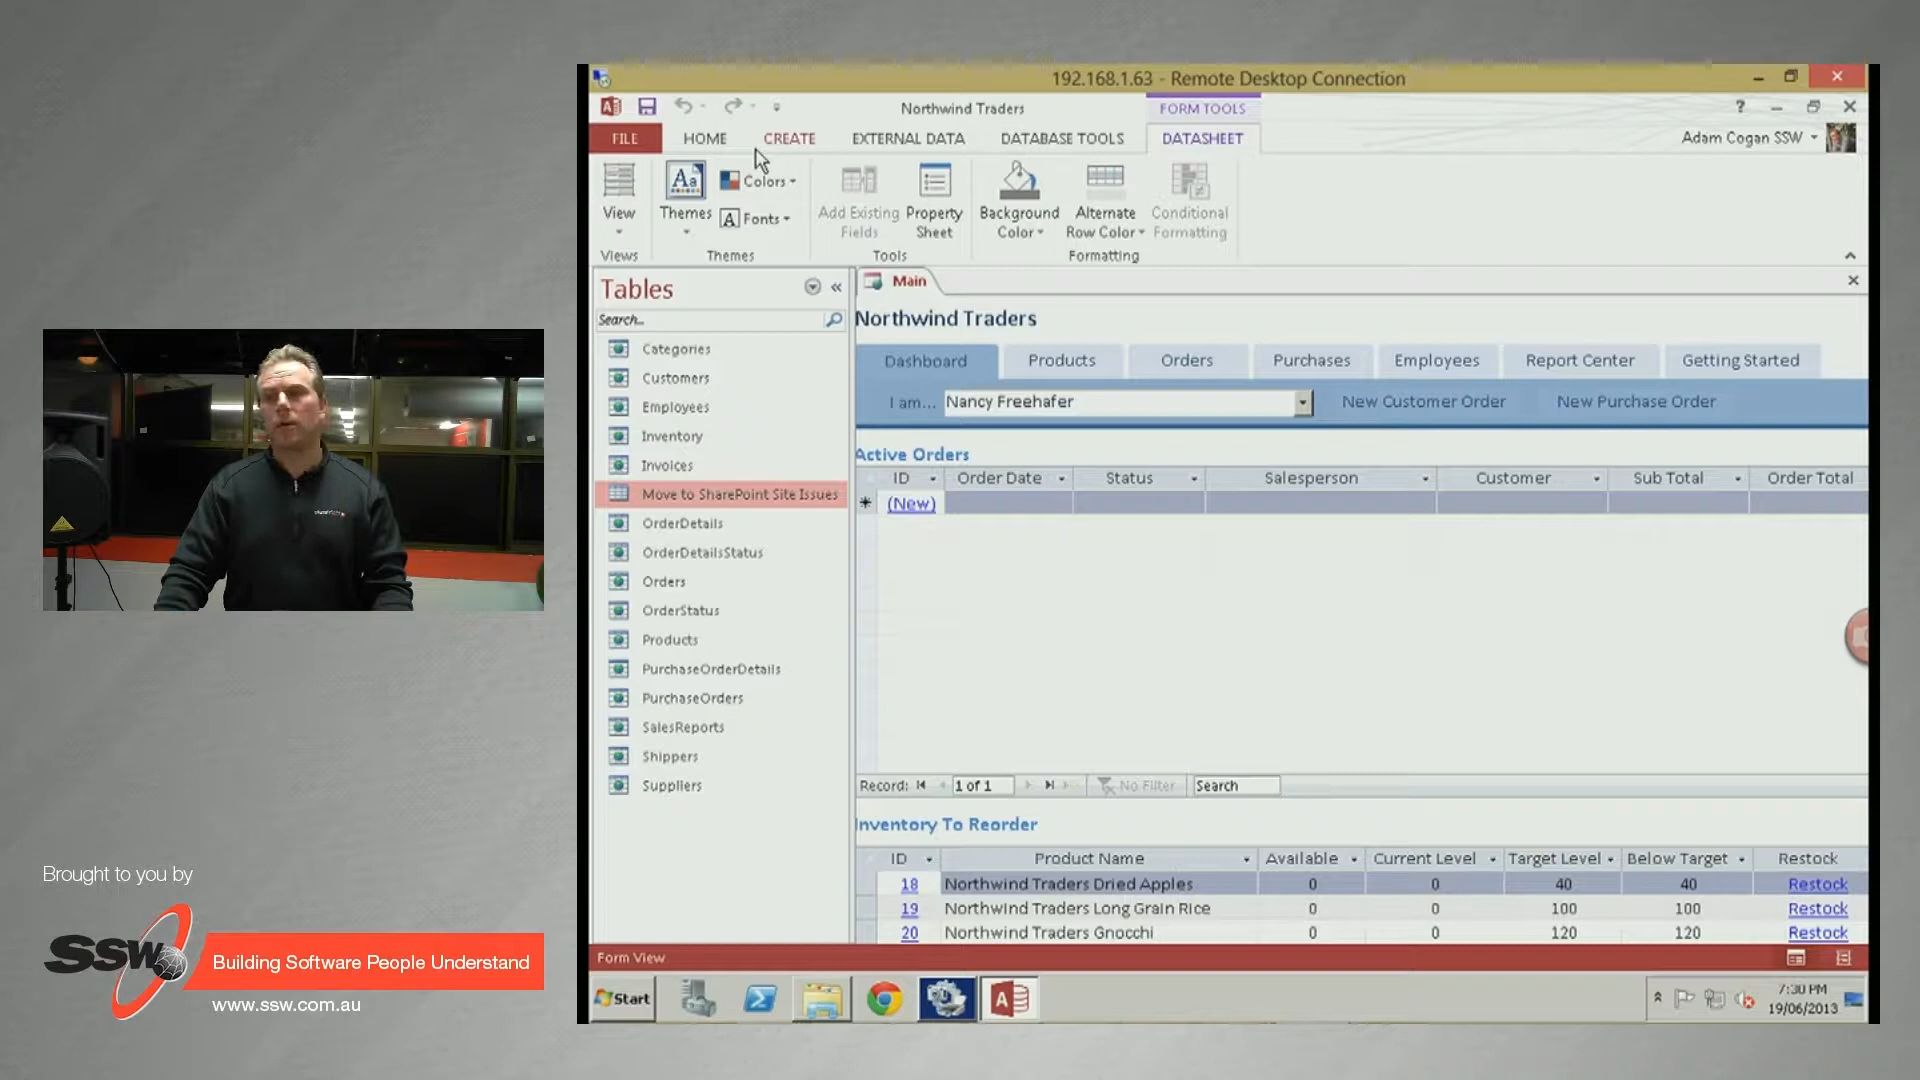 192.168.1.63 - Remote Desktop Connection
Northwind Traders
FORM TOOLS
FILE HOME CREATE EXTERNAL DATA DATABASE TOOLS DATASHEET
Adam Cogan SSW
View
Themes
Colors
Fonts
Add Existing Fields
Property Sheet
Background Color
Alternate Row Color
Conditional Formatting
Views Themes Tools Formatting
Tables
Search...
Categories
Customers
Employees
Inventory
Invoices
Move to SharePoint Site Issues
OrderDetails
OrderDetailsStatus
Orders
OrderStatus
Products
PurchaseOrderDetails
PurchaseOrders
SalesReports
Shippers
Suppliers
Main
Northwind Traders
Dashboard Products Orders Purchases Employees Report Center Getting Started
I am... Nancy Freehafer New Customer Order New Purchase Order
Active Orders
ID Order Date Status Salesperson Customer Sub Total Order Total
* (New)
Record: 1 of 1 No Filter Search
Inventory To Reorder
ID Product Name Available Current Level Target Level Below Target Restock
18 Northwind Traders Dried Apples 0 0 40 40 Restock
19 Northwind Traders Long Grain Rice 0 0 100 100 Restock
20 Northwind Traders Gnocchi 0 0 120 120 Restock
Form View
Start
7:30 PM
19/06/2013
Brought to you by
SSW
Building Software People Understand
www.ssw.com.au